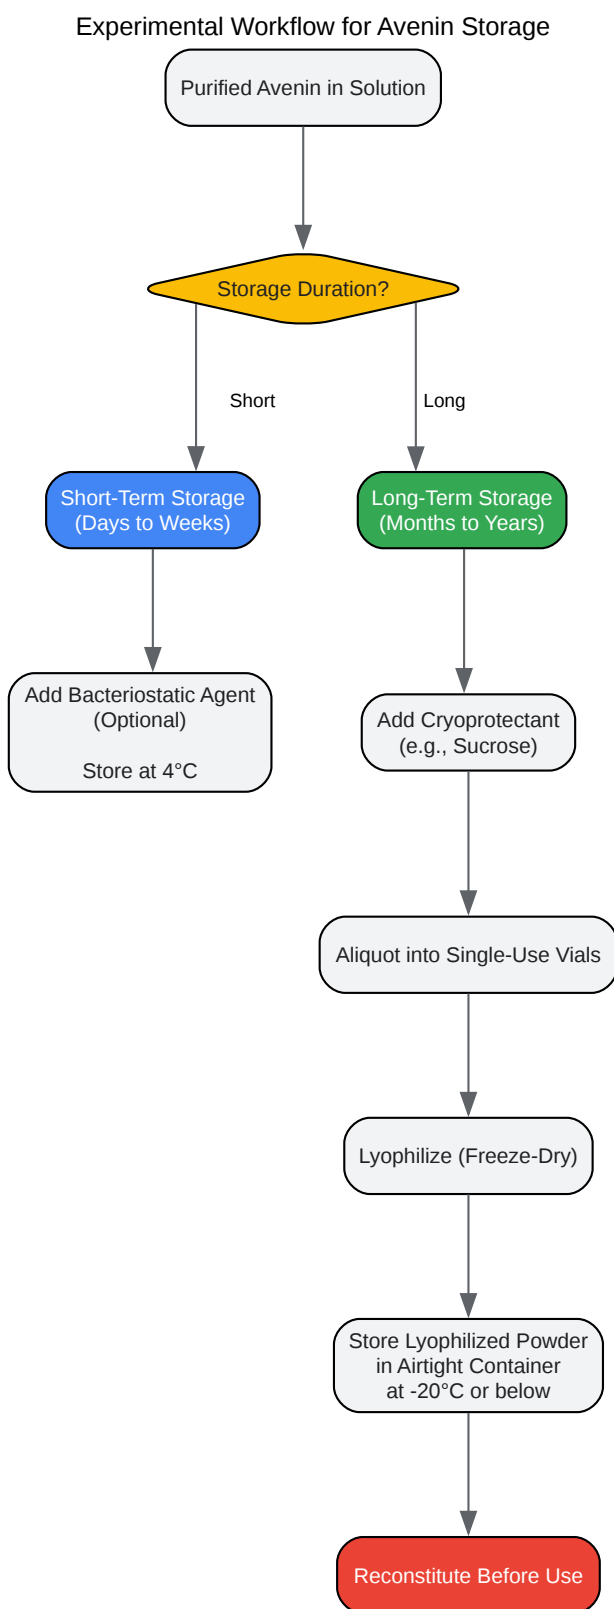 Experimental Workflow for Avenin Storage
Purified Avenin in Solution
Storage Duration?
Short
Long
Short-Term Storage
(Days to Weeks)
Long-Term Storage
(Months to Years)
Add Bacteriostatic Agent
(Optional)
Store at 4°C
Add Cryoprotectant
(e.g., Sucrose)
Aliquot into Single-Use Vials
Lyophilize (Freeze-Dry)
Store Lyophilized Powder
in Airtight Container
at -20°C or below
Reconstitute Before Use